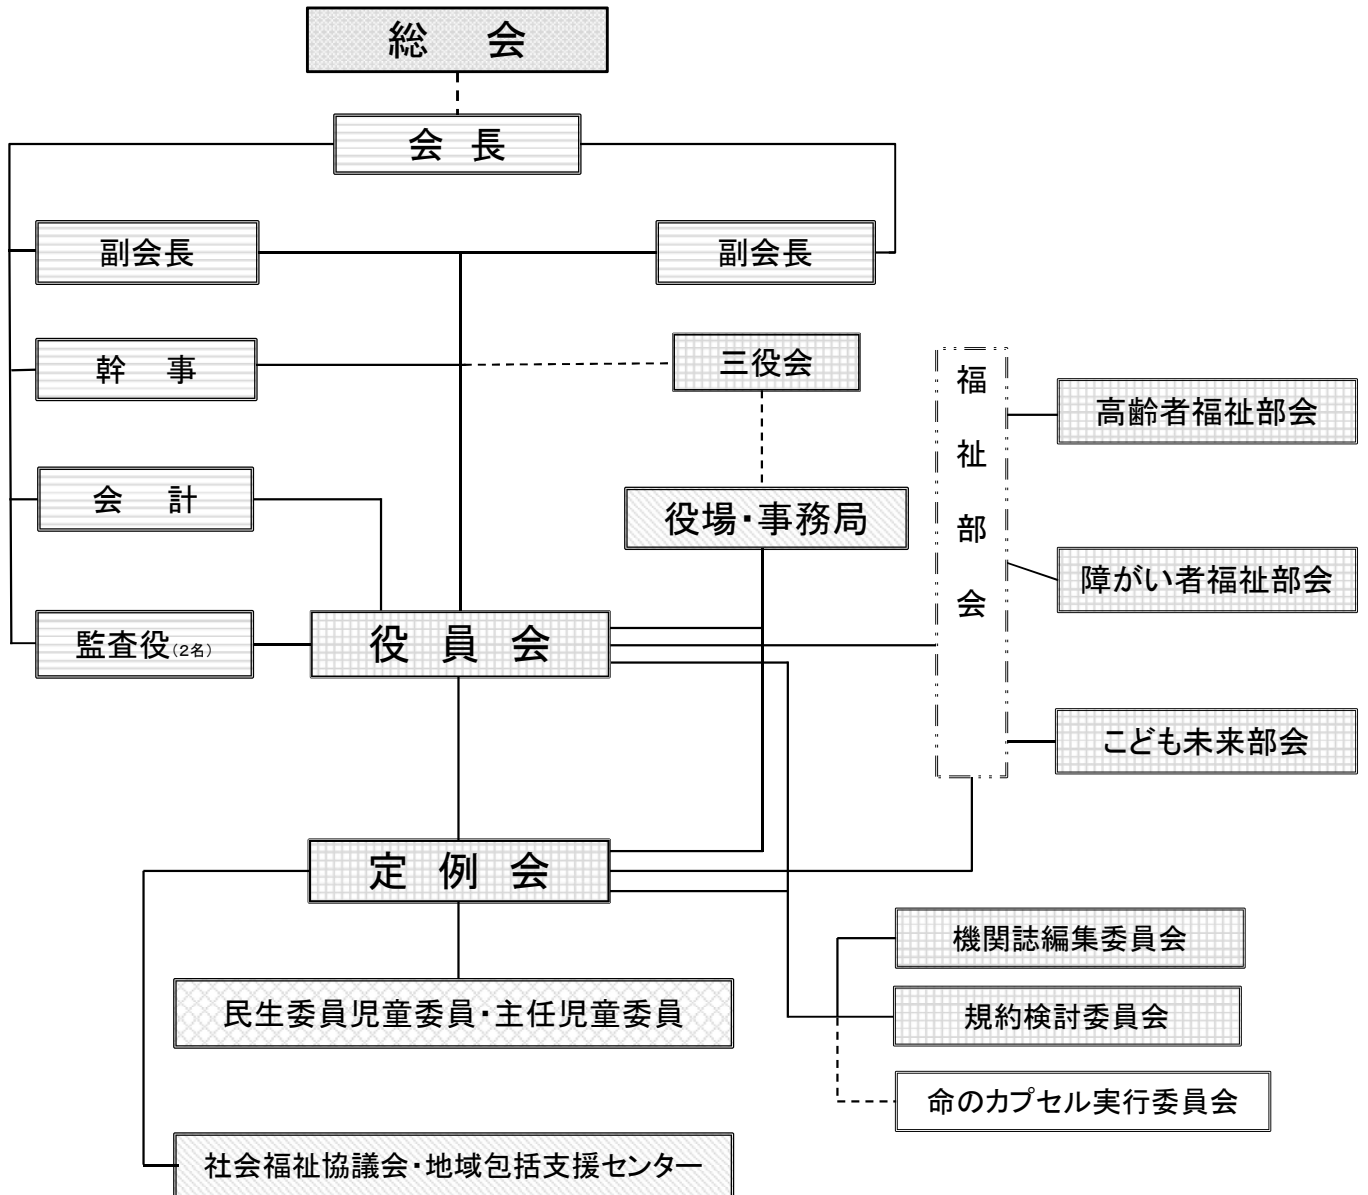 総 会
会 長
副会長
副会長
幹 事
三役会
福祉部会
高齢者福祉部会
会 計
役場・事務局
障がい者福祉部会
監査役(2名)
役 員 会
こども未来部会
定 例 会
機関誌編集委員会
民生委員児童委員・主任児童委員
規約検討委員会
命のカプセル実行委員会
社会福祉協議会・地域包括支援センター